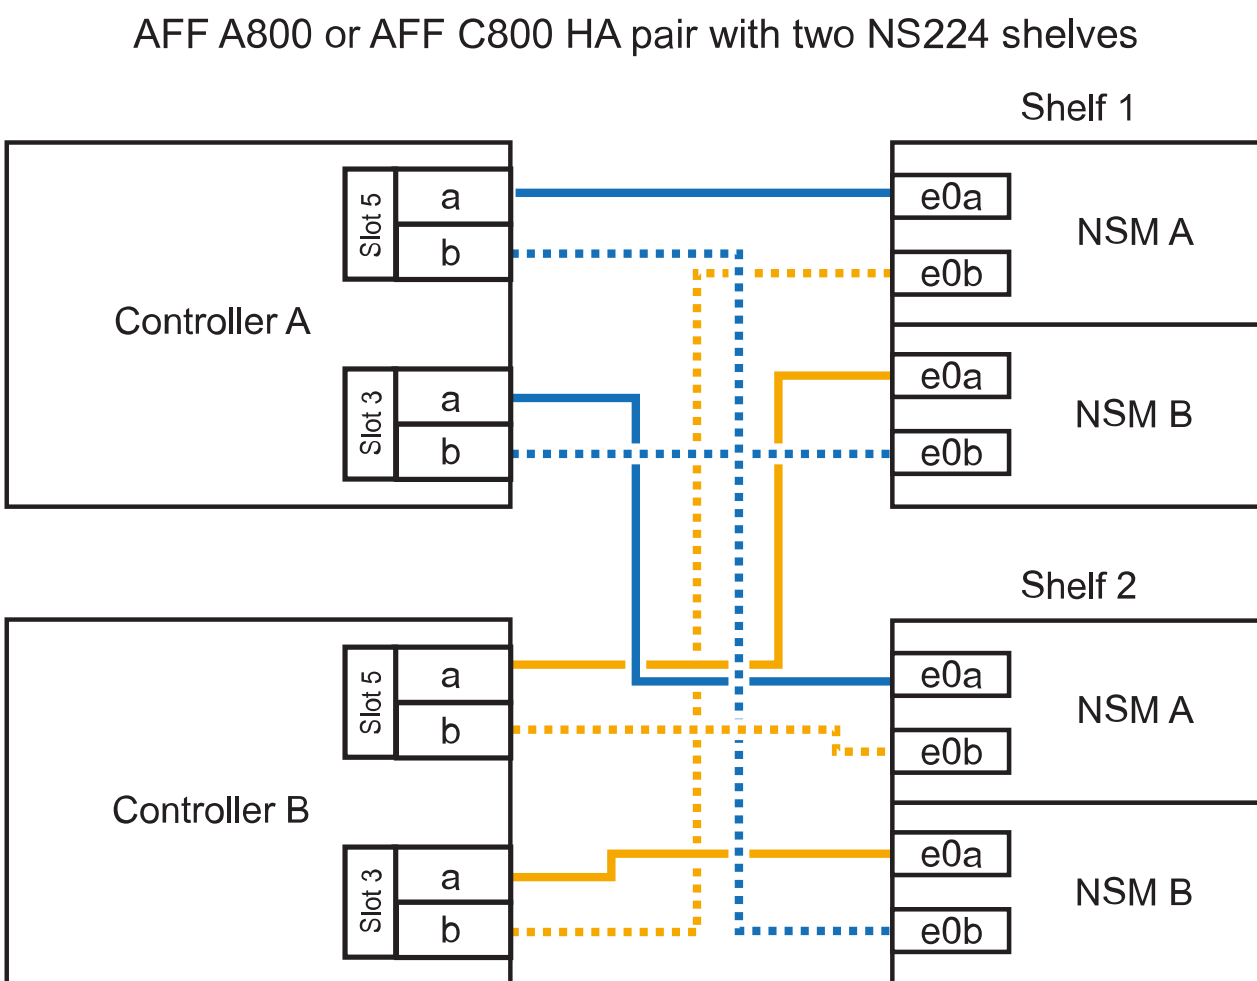 AFF A800 or AFF C800 HA pair with two NS224 shelves
Shelf 1
Controller A
Slot 5
a
b
Slot 3
a
b
e0a
e0b
NSM A
e0a
e0b
NSM B
Shelf 2
Controller B
Slot 5
a
b
Slot 3
a
b
e0a
e0b
NSM A
e0a
e0b
NSM B